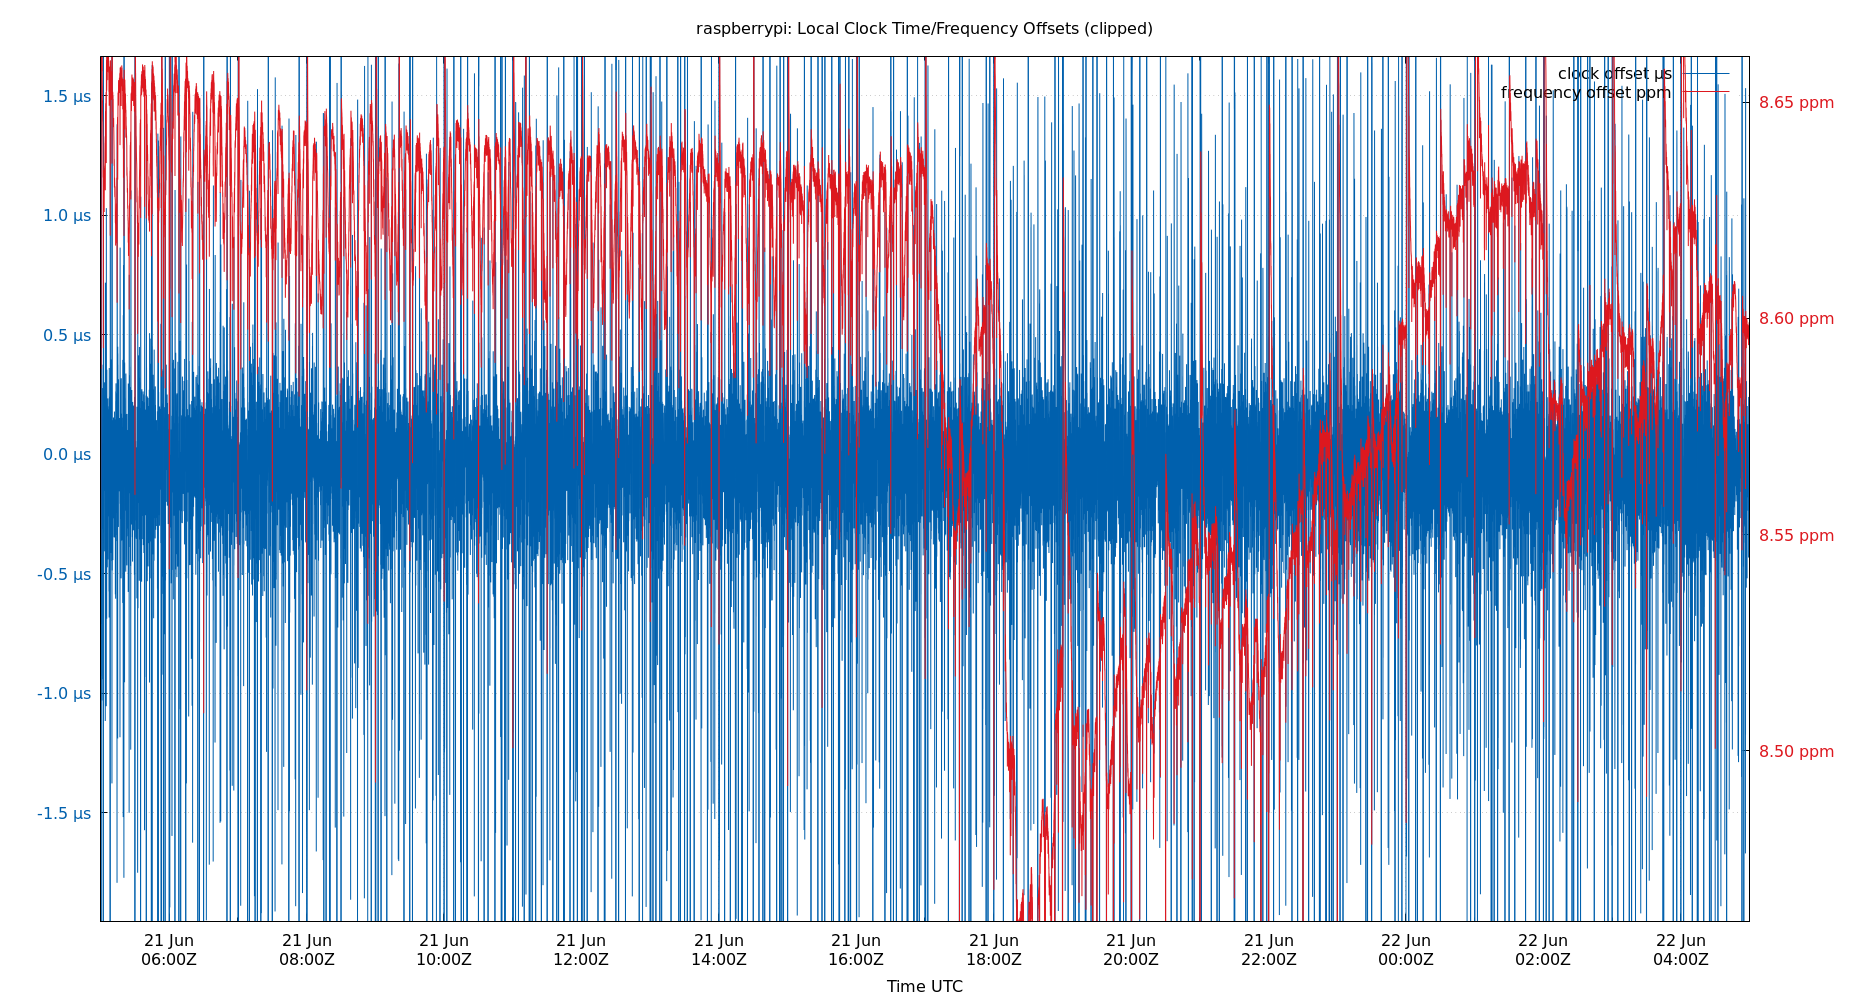 raspberrypi: Local Clock Time/Frequency Offsets (clipped)
clock offset µs
frequency offset ppm
1.5 µs
1.0 µs
0.5 µs
0.0 µs
-0.5 µs
-1.0 µs
-1.5 µs
8.65 ppm
8.60 ppm
8.55 ppm
8.50 ppm
21 Jun 21 Jun 21 Jun 21 Jun 21 Jun 21 Jun 21 Jun 21 Jun 21 Jun 22 Jun 22 Jun 22 Jun
06:00Z 08:00Z 10:00Z 12:00Z 14:00Z 16:00Z 18:00Z 20:00Z 22:00Z 00:00Z 02:00Z 04:00Z
Time UTC